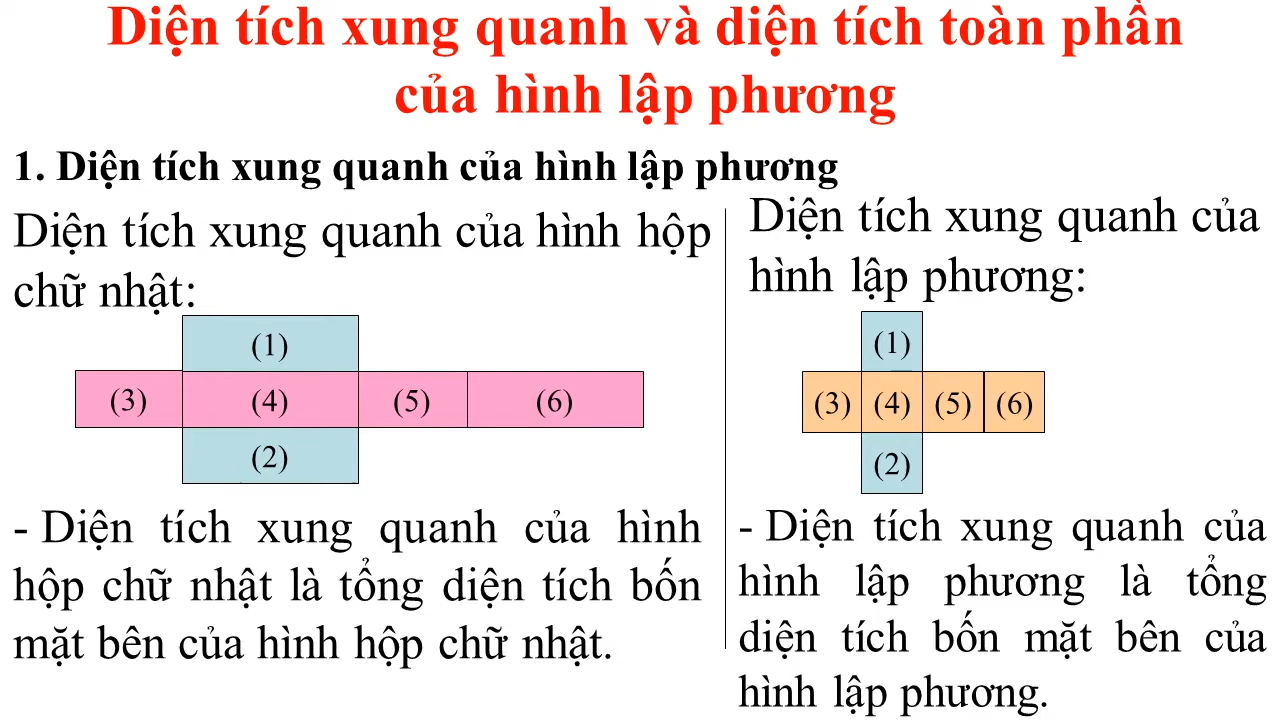 Diện tích xung quanh và diện tích toàn phần
của hình lập phương
1. Diện tích xung quanh của hình lập phương
Diện tích xung quanh của hình hộp
chữ nhật:
(1)
(3) (4) (5) (6)
(2)
- Diện tích xung quanh của hình
hộp chữ nhật là tổng diện tích bốn
mặt bên của hình hộp chữ nhật.
Diện tích xung quanh của
hình lập phương:
(1)
(3) (4) (5) (6)
(2)
- Diện tích xung quanh của
hình lập phương là tổng
diện tích bốn mặt bên của
hình lập phương.